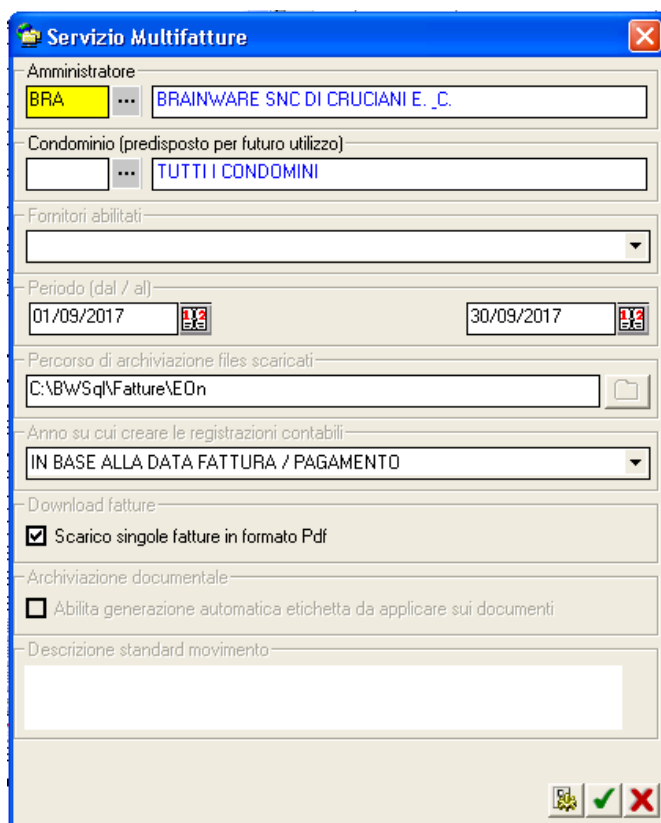 Servizio Multifatture
Amministratore
BRA ... BRAINWARE SNC DI CRUCIANI E. _C.
Condominio (predisposto per futuro utilizzo)
... TUTTI I CONDOMINI
Fornitori abilitati
Periodo (dal / al)
01/09/2017 30/09/2017
Percorso di archiviazione files scaricati
C:\BWSql\Fatture\EOn
Anno su cui creare le registrazioni contabili
IN BASE ALLA DATA FATTURA / PAGAMENTO
Download fatture
Scarico singole fatture in formato Pdf
Archiviazione documentale
Abilita generazione automatica etichetta da applicare sui documenti
Descrizione standard movimento